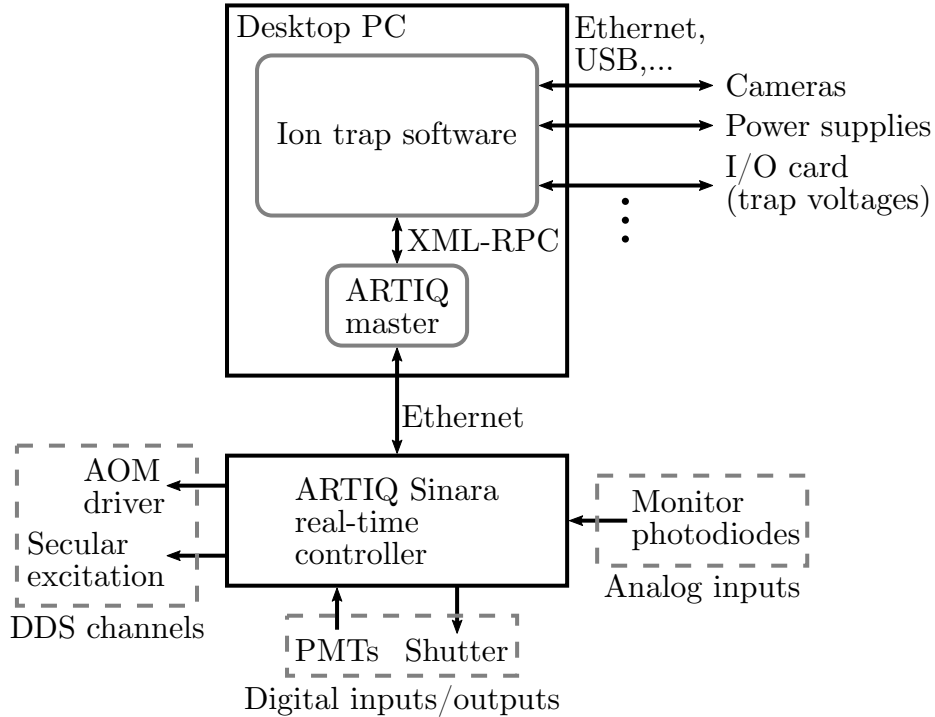 Desktop PC
Ethernet,
USB,...
Ion trap software
Cameras
Power supplies
I/O card
(trap voltages)
XML-RPC
ARTIQ
master
Ethernet
AOM
driver
Secular
excitation
DDS channels
ARTIQ Sinara
real-time
controller
Monitor
photodiodes
Analog inputs
PMTs
Shutter
Digital inputs/outputs